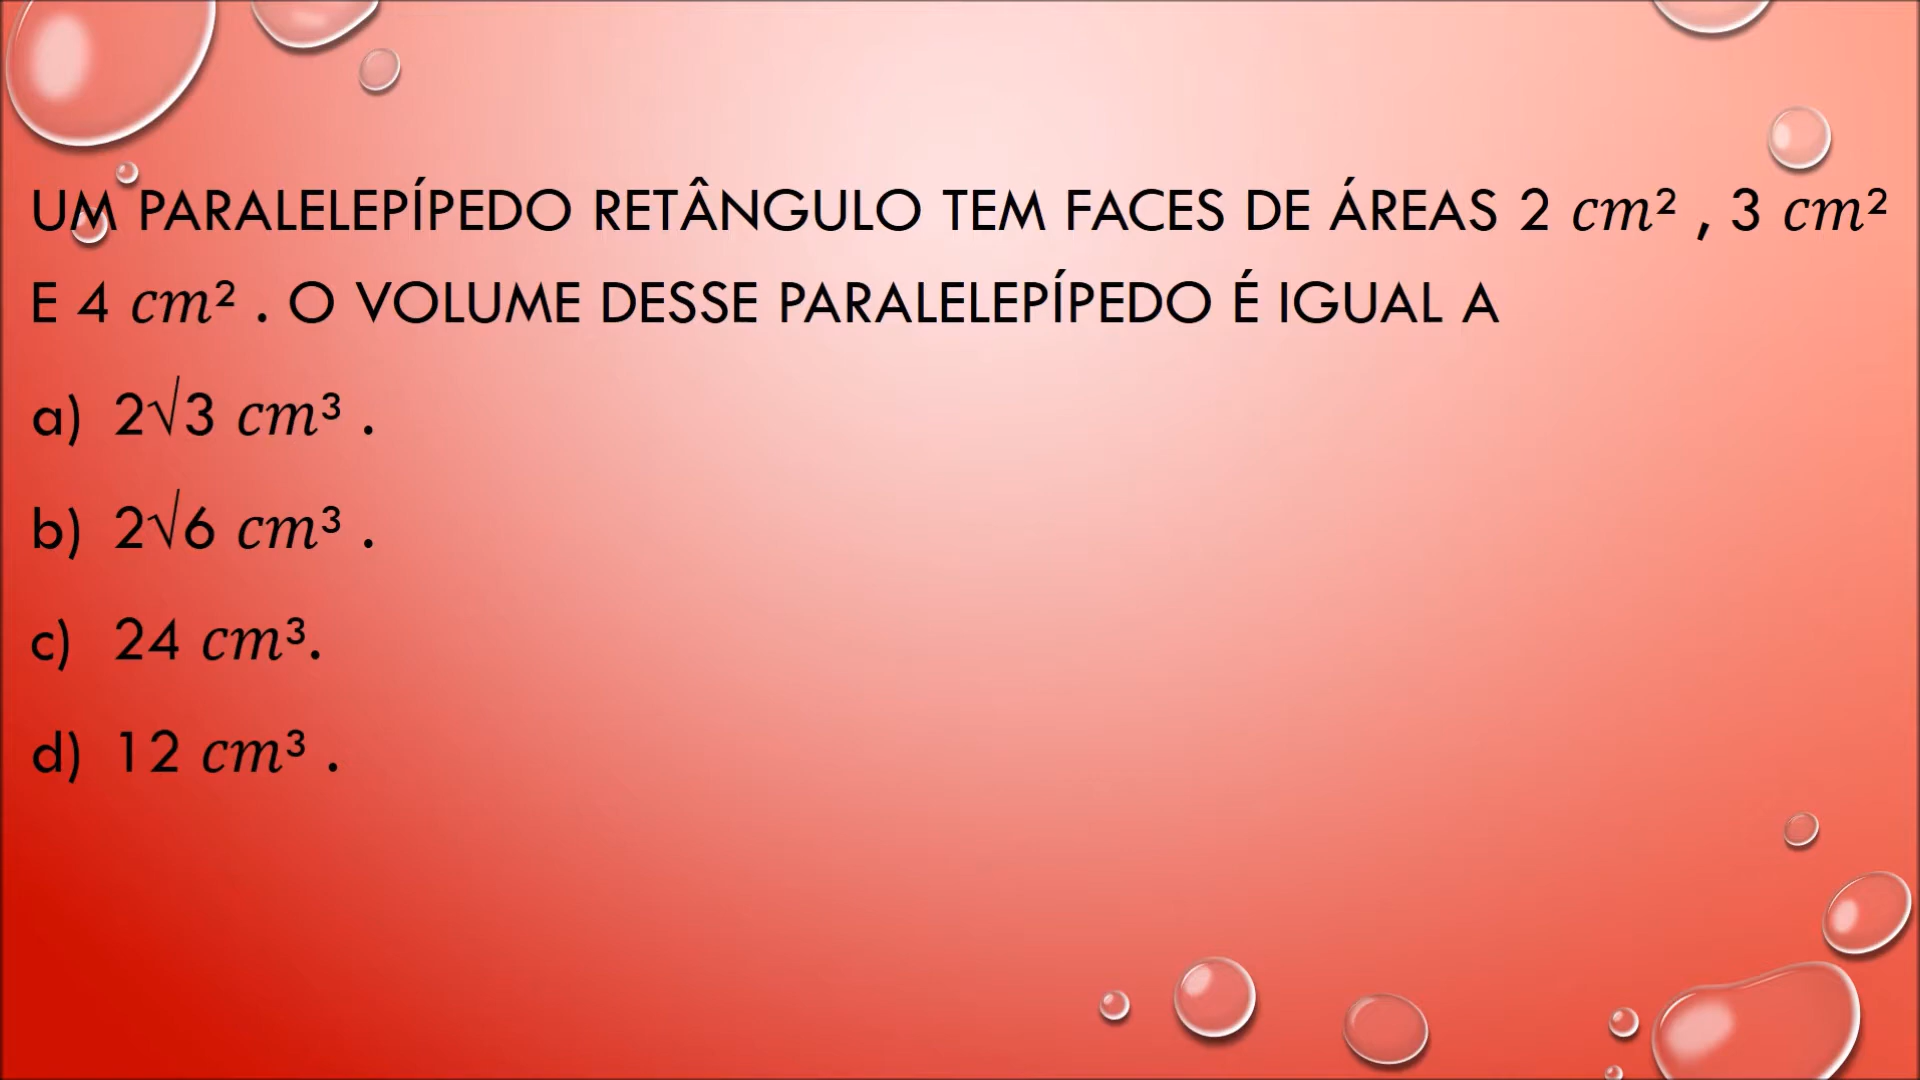 UM PARALELEPÍPEDO RETÂNGULO TEM FACES DE ÁREAS 2 cm² , 3 cm²
E 4 cm² . O VOLUME DESSE PARALELEPÍPEDO É IGUAL A
a) 2√3 cm³ .
b) 2√6 cm³ .
c) 24 cm³.
d) 12 cm³ .